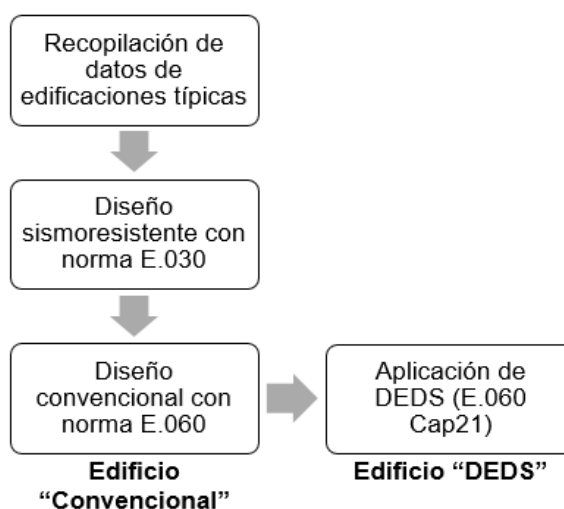 Recopilación de
datos de
edificaciones típicas
Diseño
sismoresistente con
norma E.030
Diseño
convencional con
norma E.060
Edificio
“Convencional”
Aplicación de
DEDS (E.060
Cap21)
Edificio “DEDS”